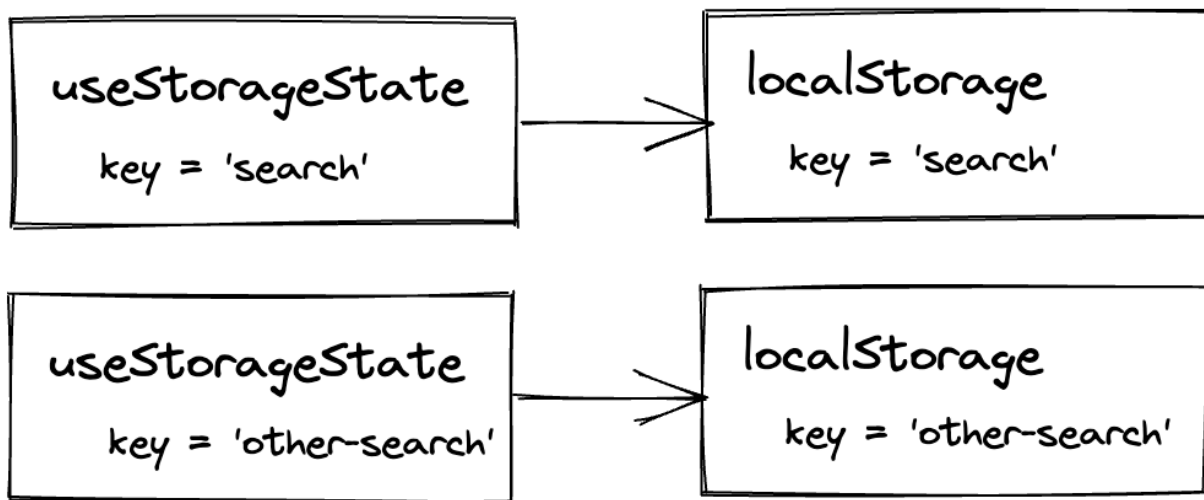 useStorageState
key = 'search'
localStorage
key = 'search'
useStorageState
key = 'other-search'
localStorage
key = 'other-search'